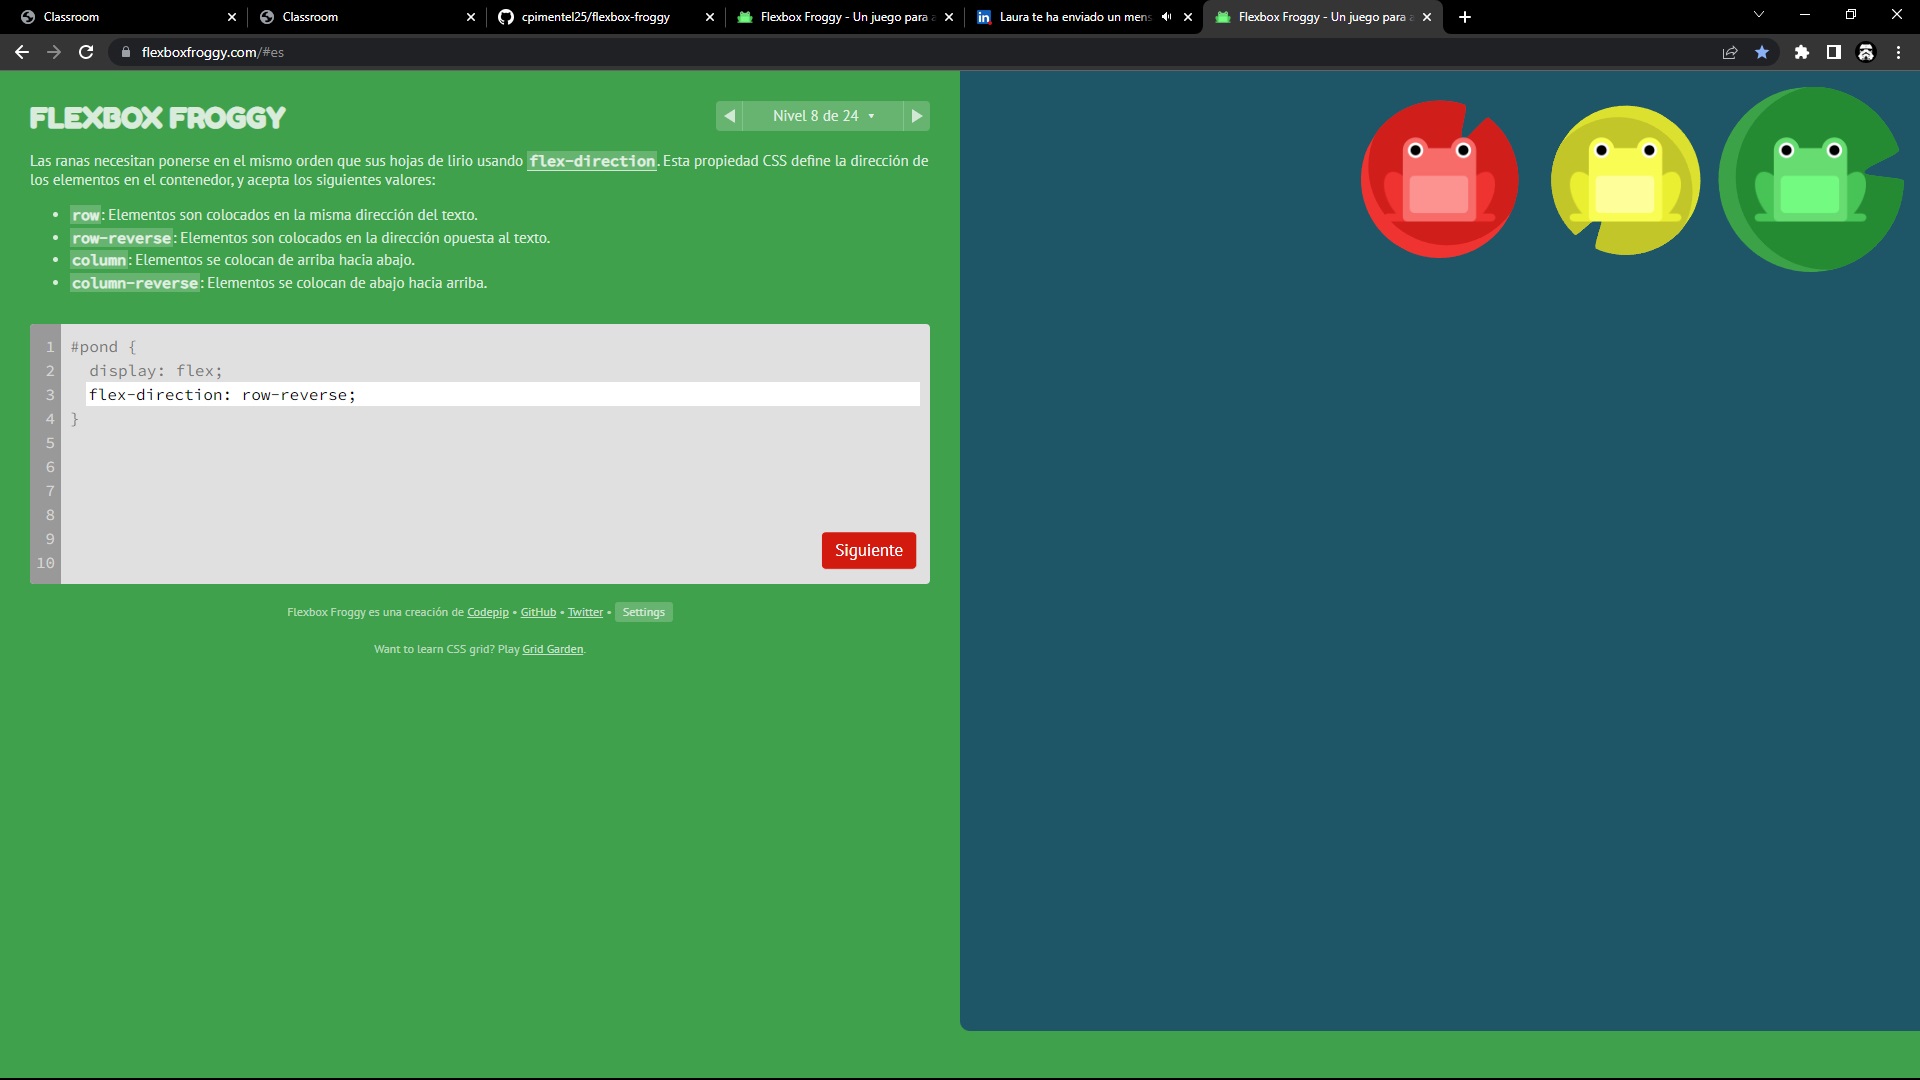 Classroom
Classroom
cpimentel25/flexbox-froggy
Flexbox Froggy - Un juego para a
Laura te ha enviado un mens
Flexbox Froggy - Un juego para a
flexboxfroggy.com/#es
FLEXBOX FROGGY
Nivel 8 de 24
Las ranas necesitan ponerse en el mismo orden que sus hojas de lirio usando flex-direction. Esta propiedad CSS define la dirección de
los elementos en el contenedor, y acepta los siguientes valores:
• row: Elementos son colocados en la misma dirección del texto.
• row-reverse: Elementos son colocados en la dirección opuesta al texto.
• column: Elementos se colocan de arriba hacia abajo.
• column-reverse: Elementos se colocan de abajo hacia arriba.
1 #pond {
2 display: flex;
3 flex-direction: row-reverse;
4 }
5
6
7
8
9
10
Siguiente
Flexbox Froggy es una creación de Codepip • GitHub • Twitter • Settings
Want to learn CSS grid? Play Grid Garden.